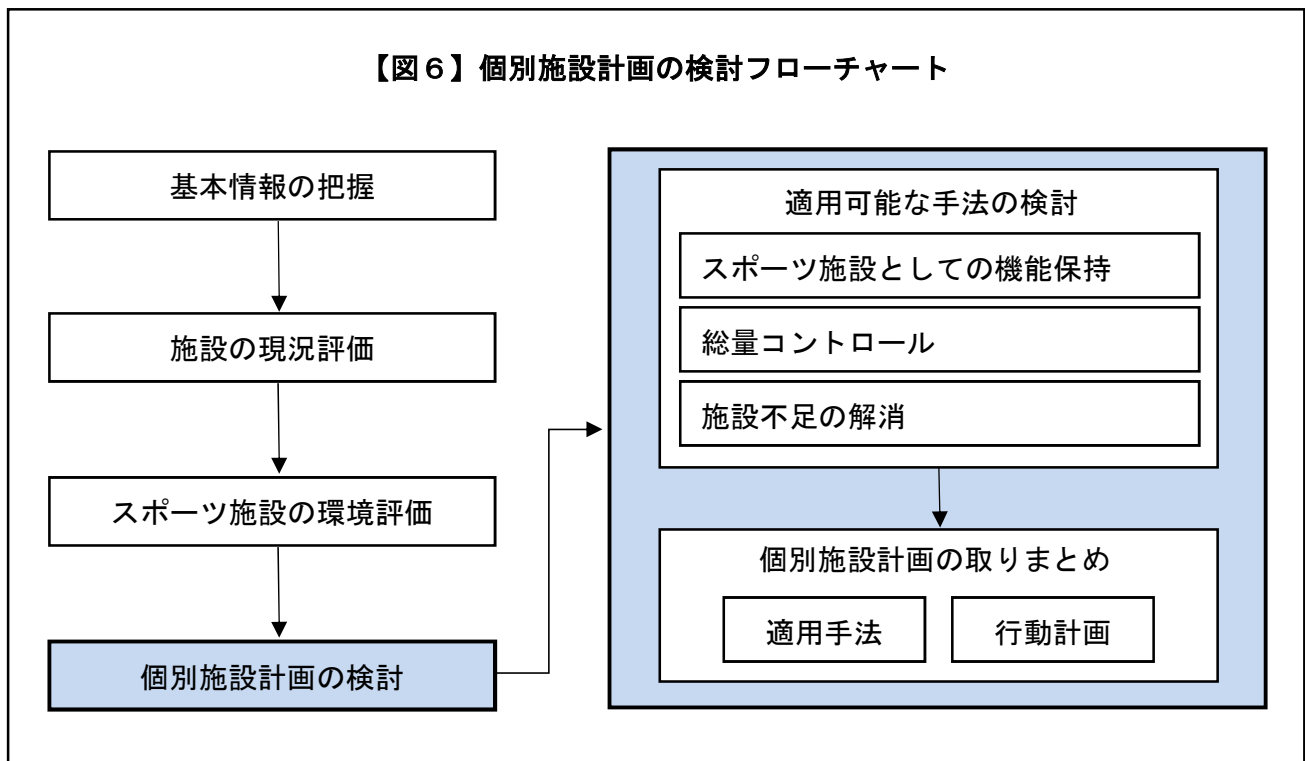 【図６】個別施設計画の検討フローチャート
基本情報の把握
施設の現況評価
スポーツ施設の環境評価
個別施設計画の検討
適用可能な手法の検討
スポーツ施設としての機能保持
総量コントロール
施設不足の解消
個別施設計画の取りまとめ
適用手法
行動計画